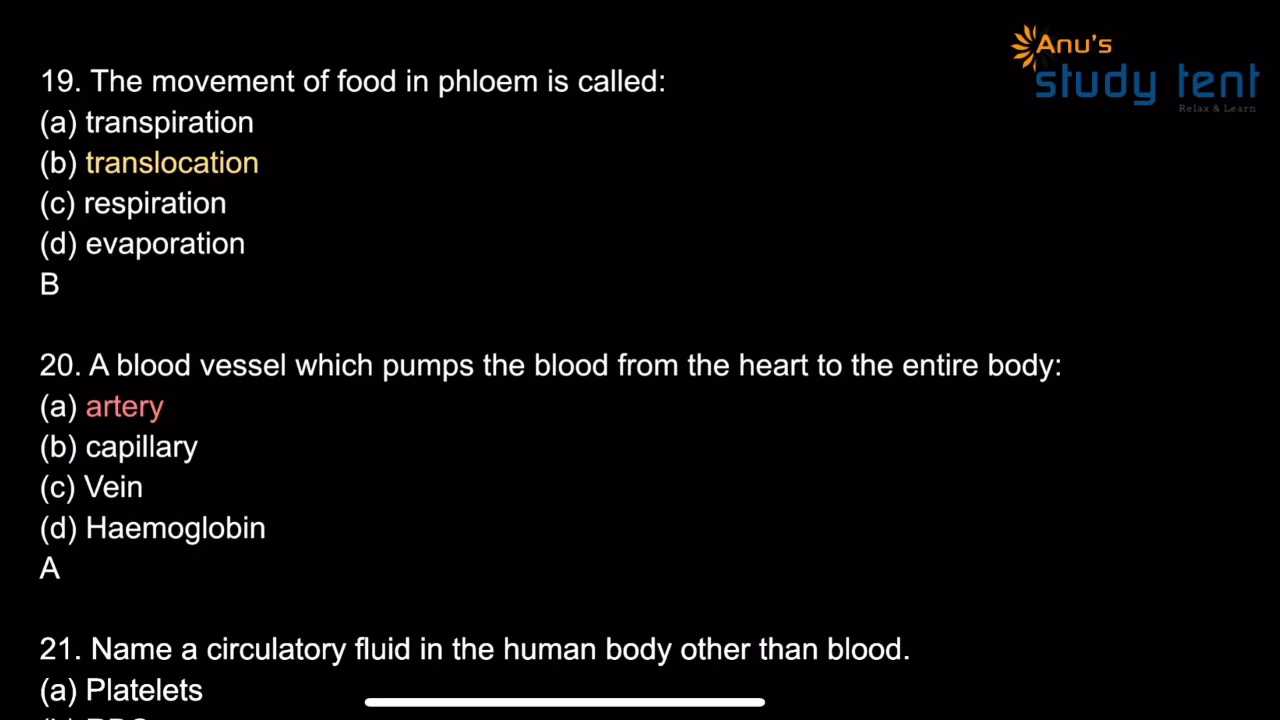 Anu's
study tent
Relax & Learn
19. The movement of food in phloem is called:
(a) transpiration
(b) translocation
(c) respiration
(d) evaporation
B
20. A blood vessel which pumps the blood from the heart to the entire body:
(a) artery
(b) capillary
(c) Vein
(d) Haemoglobin
A
21. Name a circulatory fluid in the human body other than blood.
(a) Platelets